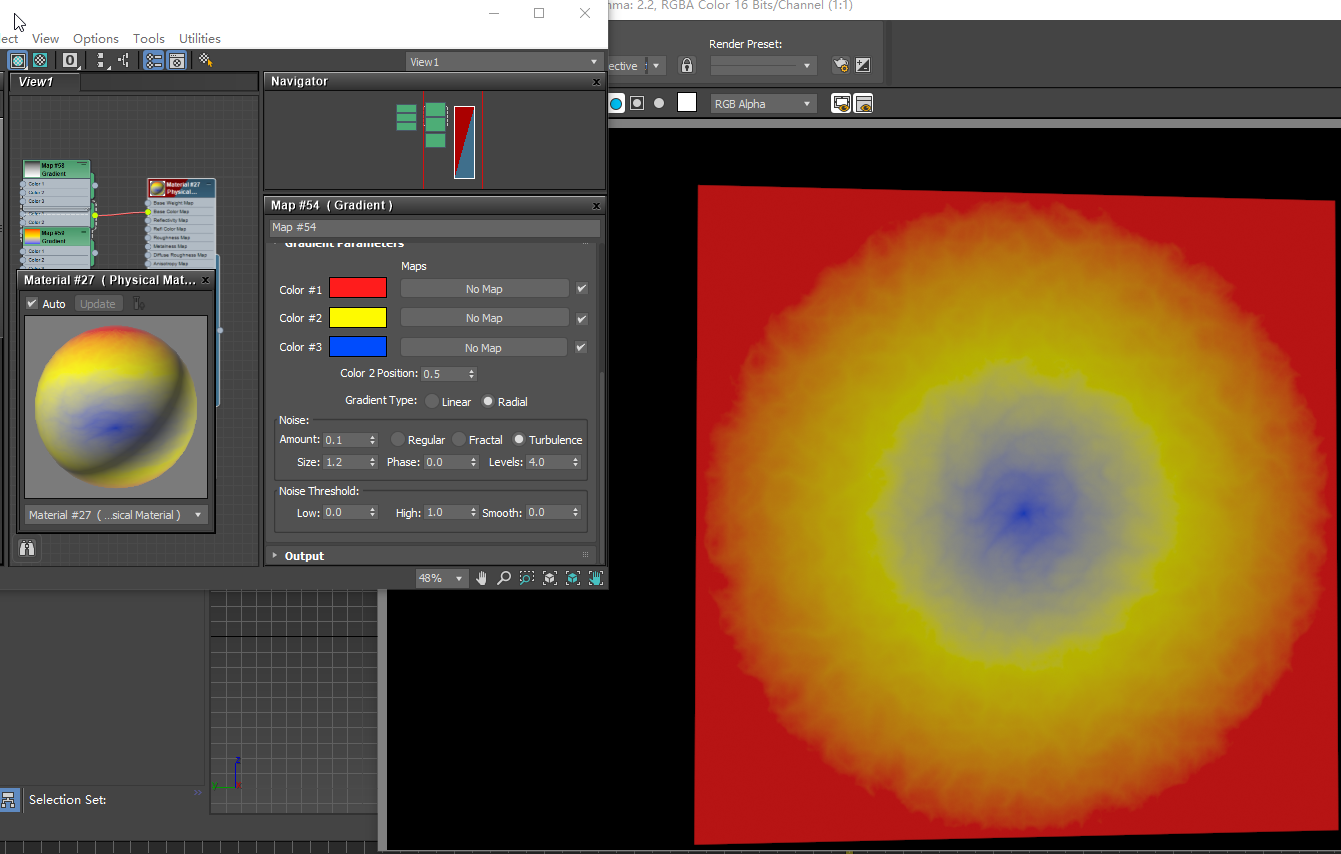 mma: 2.2, RGBA Color 16 Bits/Channel (1:1)
ect View Options Tools Utilities
Render Preset:
View1
ective
0
View1
Navigator
RGB Alpha
Map #58
Gradient
Color 1
Color 2
Color 3
Color 1
Color 2
Map #59
Gradient
Color 1
Color 2
Material #27
Physical...
Base Weight Map
Base Color Map
Reflectivity Map
Refl Color Map
Roughness Map
Metalness Map
Diffuse Roughness Map
Anisotropy Map
Map #54 ( Gradient )
Map #54
Gradient Parameters
Maps
Color #1 No Map
Color #2 No Map
Color #3 No Map
Color 2 Position: 0.5
Gradient Type: Linear Radial
Noise:
Amount: 0.1 Regular Fractal Turbulence
Size: 1.2 Phase: 0.0 Levels: 4.0
Noise Threshold:
Low: 0.0 High: 1.0 Smooth: 0.0
Output
Material #27 ( Physical Mat... x
Auto Update
Material #27 ( ...sical Material )
48%
z
y
x
Selection Set: